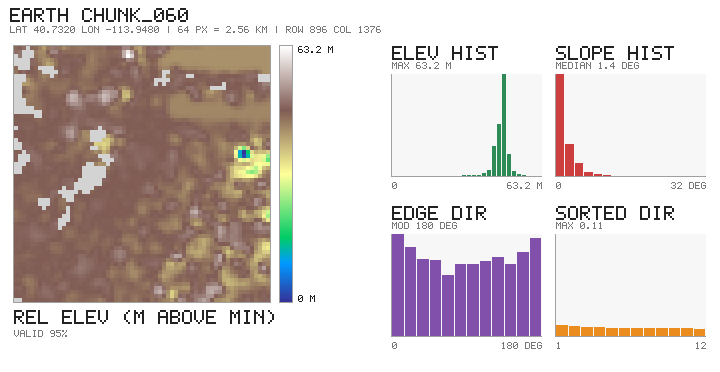 EARTH CHUNK_060
LAT 40.7320 LON -113.9480 | 64 PX = 2.56 KM | ROW 896 COL 1376
63.2 M
0 M
REL ELEV (M ABOVE MIN)
VALID 95%
ELEV HIST
MAX 63.2 M
0
63.2 M
SLOPE HIST
MEDIAN 1.4 DEG
0
32 DEG
EDGE DIR
MOD 180 DEG
0
180 DEG
SORTED DIR
MAX 0.11
1
12